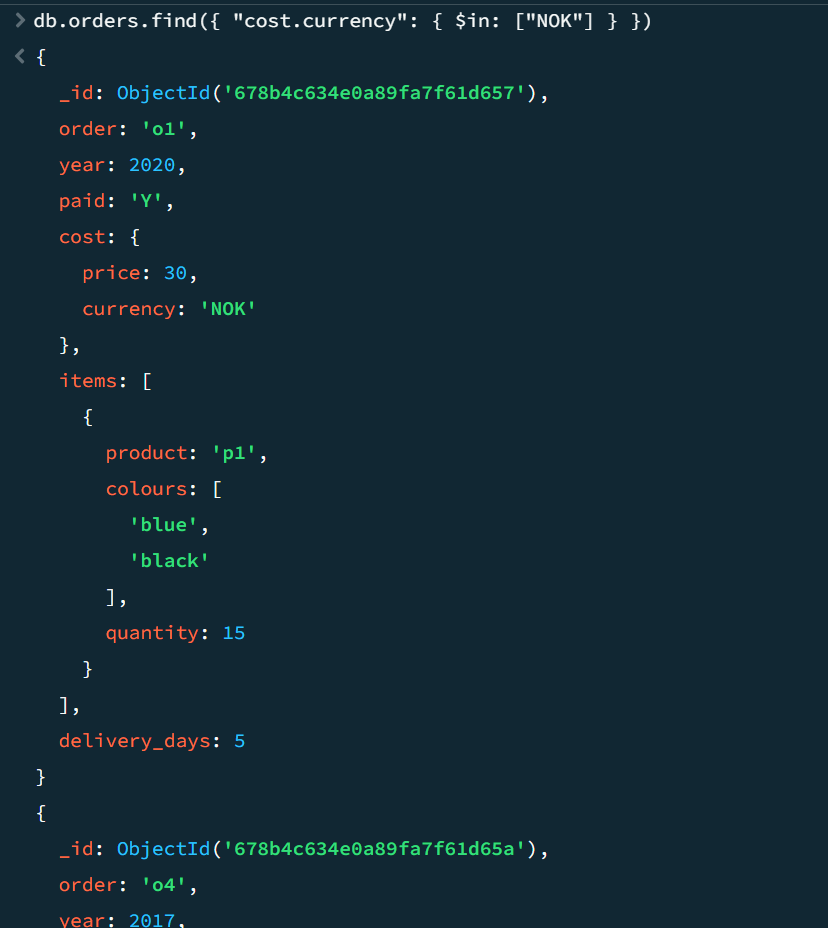 > db.orders.find({ "cost.currency": { $in: ["NOK"] } })
< {
_id: ObjectId('678b4c634e0a89fa7f61d657'),
order: 'o1',
year: 2020,
paid: 'Y',
cost: {
price: 30,
currency: 'NOK'
},
items: [
{
product: 'p1',
colours: [
'blue',
'black'
],
quantity: 15
}
],
delivery_days: 5
}
{
_id: ObjectId('678b4c634e0a89fa7f61d65a'),
order: 'o4',
year: 2017,